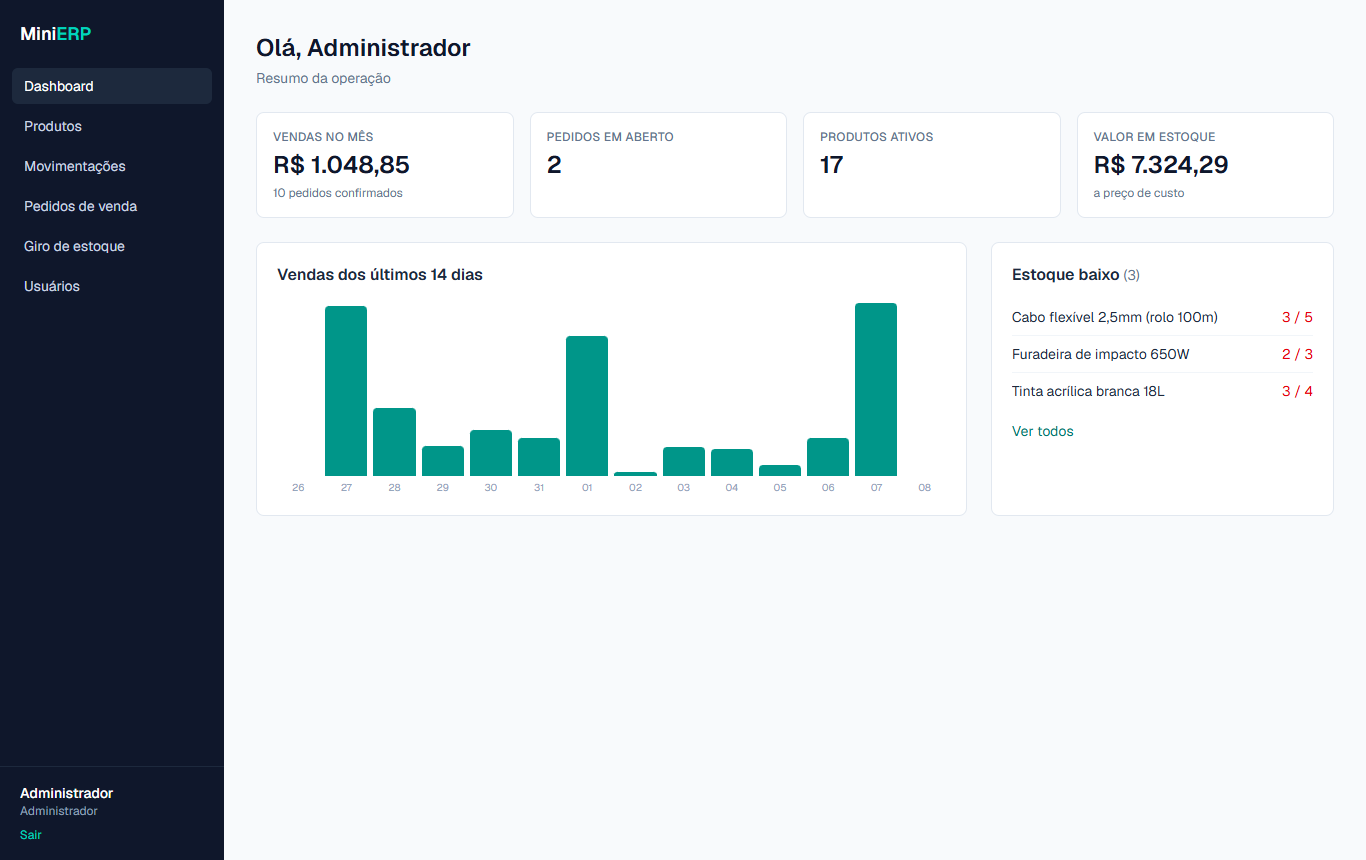 MiniERP
Dashboard
Produtos
Movimentações
Pedidos de venda
Giro de estoque
Usuários
Administrador
Administrador
Sair
Olá, Administrador
Resumo da operação
VENDAS NO MÊS
R$ 1.048,85
10 pedidos confirmados
PEDIDOS EM ABERTO
2
PRODUTOS ATIVOS
17
VALOR EM ESTOQUE
R$ 7.324,29
a preço de custo
Vendas dos últimos 14 dias
26 27 28 29 30 31 01 02 03 04 05 06 07 08
Estoque baixo (3)
Cabo flexível 2,5mm (rolo 100m) 3 / 5
Furadeira de impacto 650W 2 / 3
Tinta acrílica branca 18L 3 / 4
Ver todos